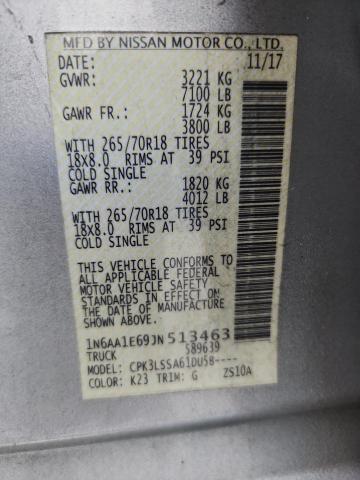 MFD BY NISSAN MOTOR CO., LTD.
DATE: 11/17
GVWR: 3221 KG
7100 LB
GAWR FR.: 1724 KG
3800 LB
WITH 265/70R18 TIRES
18x8.0 RIMS AT 39 PSI
COLD SINGLE
GAWR RR.: 1820 KG
4012 LB
WITH 265/70R18 TIRES
18x8.0 RIMS AT 39 PSI
COLD SINGLE
THIS VEHICLE CONFORMS TO
ALL APPLICABLE FEDERAL
MOTOR VEHICLE SAFETY
STANDARDS IN EFFECT ON
THE DATE OF MANUFACTURE
SHOWN ABOVE.
1N6AA1E69JN513463
TRUCK 589639
MODEL: CPK3LSSA61DU58----
COLOR: K23 TRIM: G ZS10A